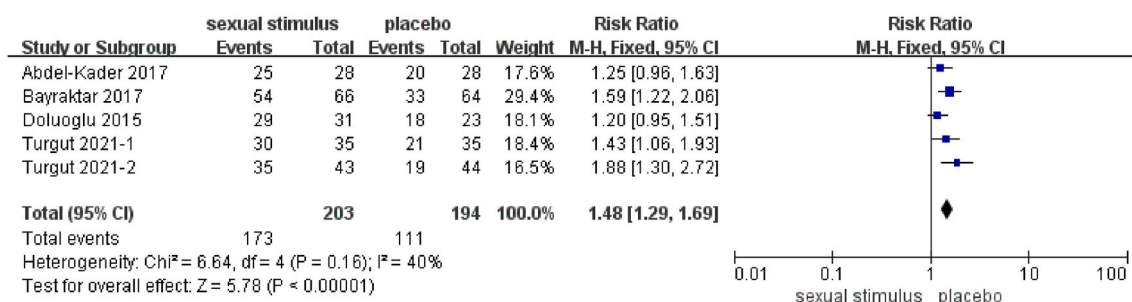 sexual stimulus placebo Risk Ratio Risk Ratio
Study or Subgroup Events Total Events Total Weight M-H, Fixed, 95% CI M-H, Fixed, 95% CI
Abdel-Kader 2017 25 28 20 28 17.6% 1.25 [0.96, 1.63]
Bayraktar 2017 54 66 33 64 29.4% 1.59 [1.22, 2.06]
Doluoglu 2015 29 31 18 23 18.1% 1.20 [0.95, 1.51]
Turgut 2021-1 30 35 21 35 18.4% 1.43 [1.06, 1.93]
Turgut 2021-2 35 43 19 44 16.5% 1.88 [1.30, 2.72]
Total (95% CI) 203 194 100.0% 1.48 [1.29, 1.69]
Total events 173 111
Heterogeneity: Chi² = 6.64, df = 4 (P = 0.16); I² = 40%
Test for overall effect: Z = 5.78 (P < 0.00001)
0.01 0.1 1 10 100
sexual stimulus placebo